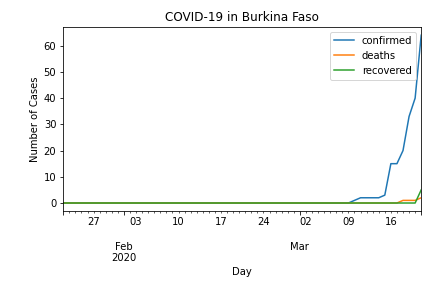 COVID-19 in Burkina Faso
confirmed
deaths
recovered
Number of Cases
60
50
40
30
20
10
0
27 03 10 17 24 02 09 16
Feb Mar
2020
Day